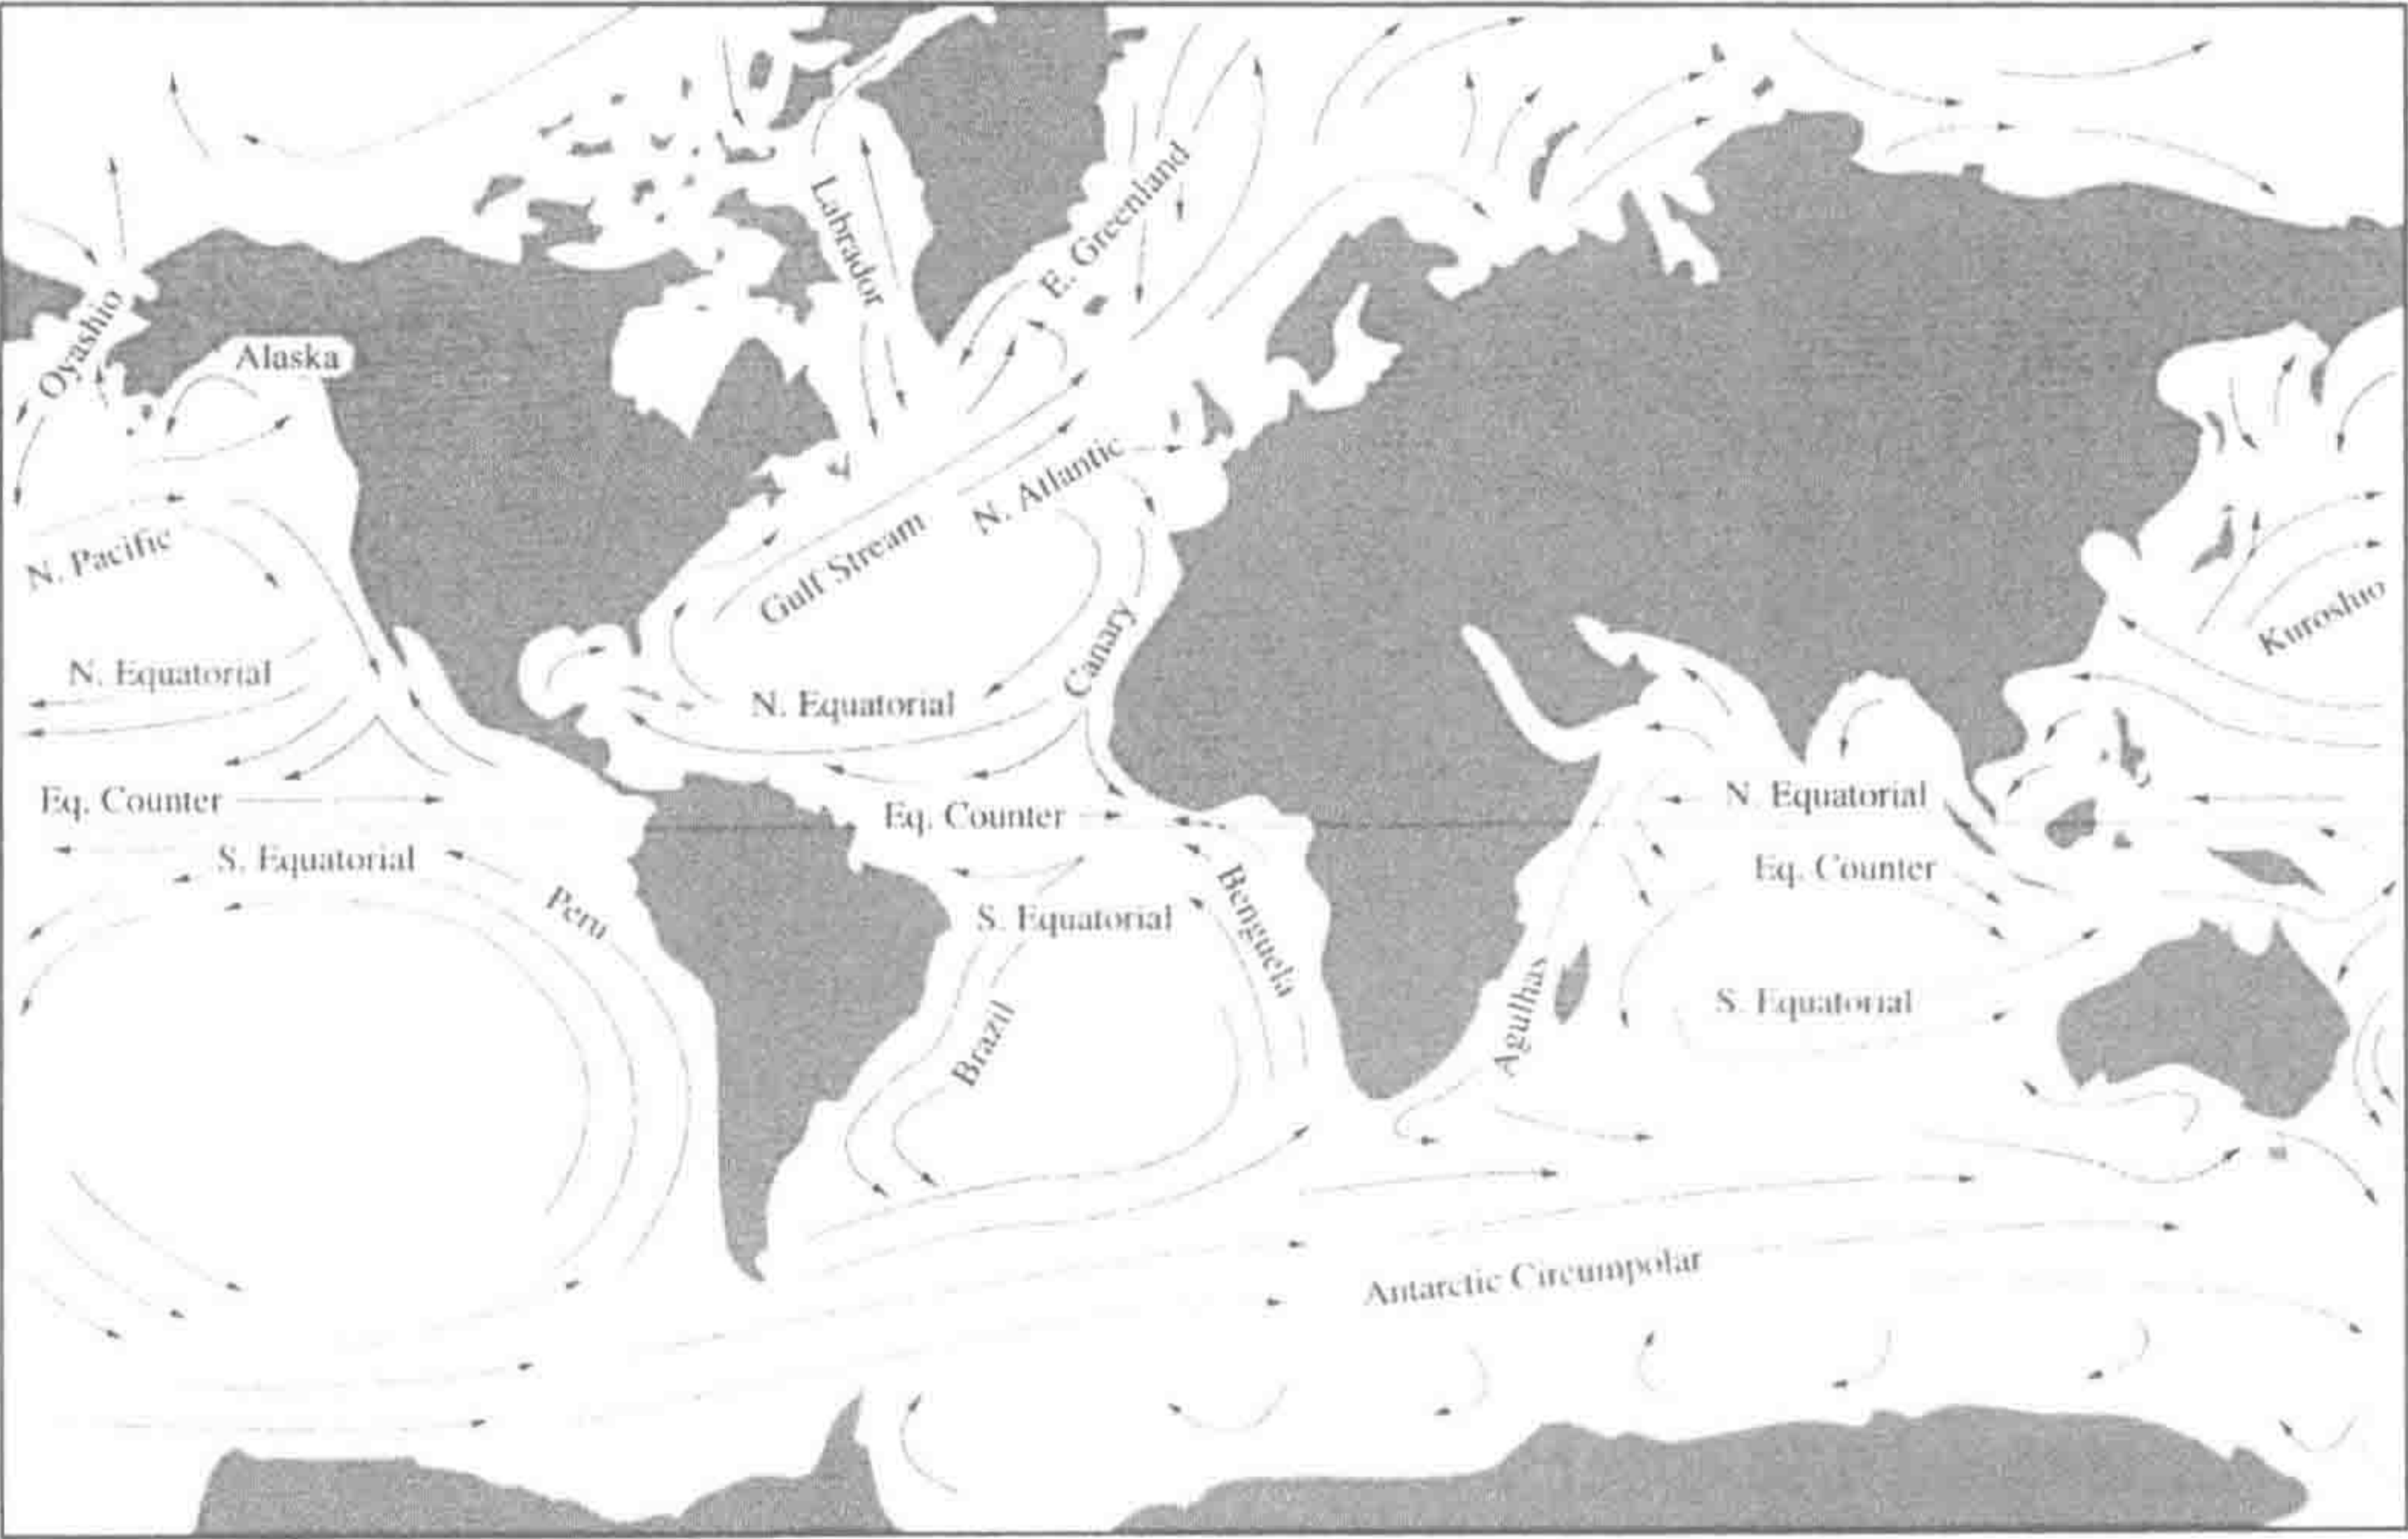 Labrador
E. Greenland
Oyashio
Alaska
N. Atlantic
Gulf Stream
N. Pacific
Kuroshuo
Canary
N. Equatorial
N. Equatorial
N. Equatorial
Eq. Counter
Eq. Counter
S. Equatorial
Eq. Counter
Peru
Benguela
S. Equatorial
Agulhas
S. Equatorial
Brazil
Antarctic Circumpolar